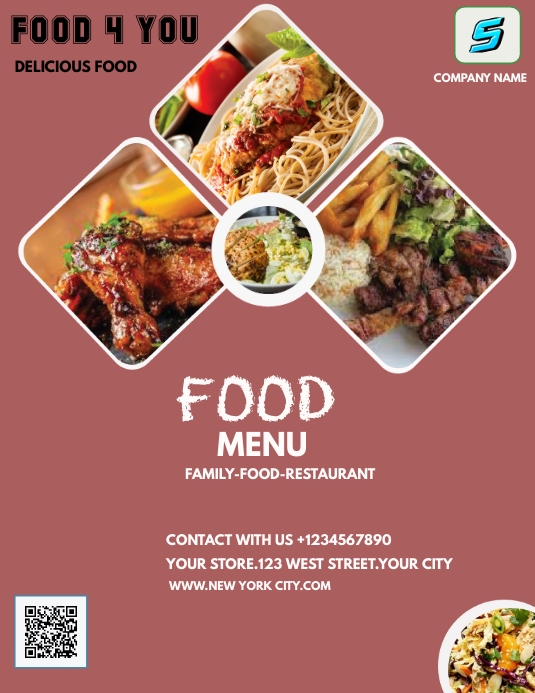 FOOD 4 YOU
DELICIOUS FOOD
S
COMPANY NAME
FOOD
MENU
FAMILY-FOOD-RESTAURANT
CONTACT WITH US +1234567890
YOUR STORE.123 WEST STREET.YOUR CITY
WWW.NEW YORK CITY.COM